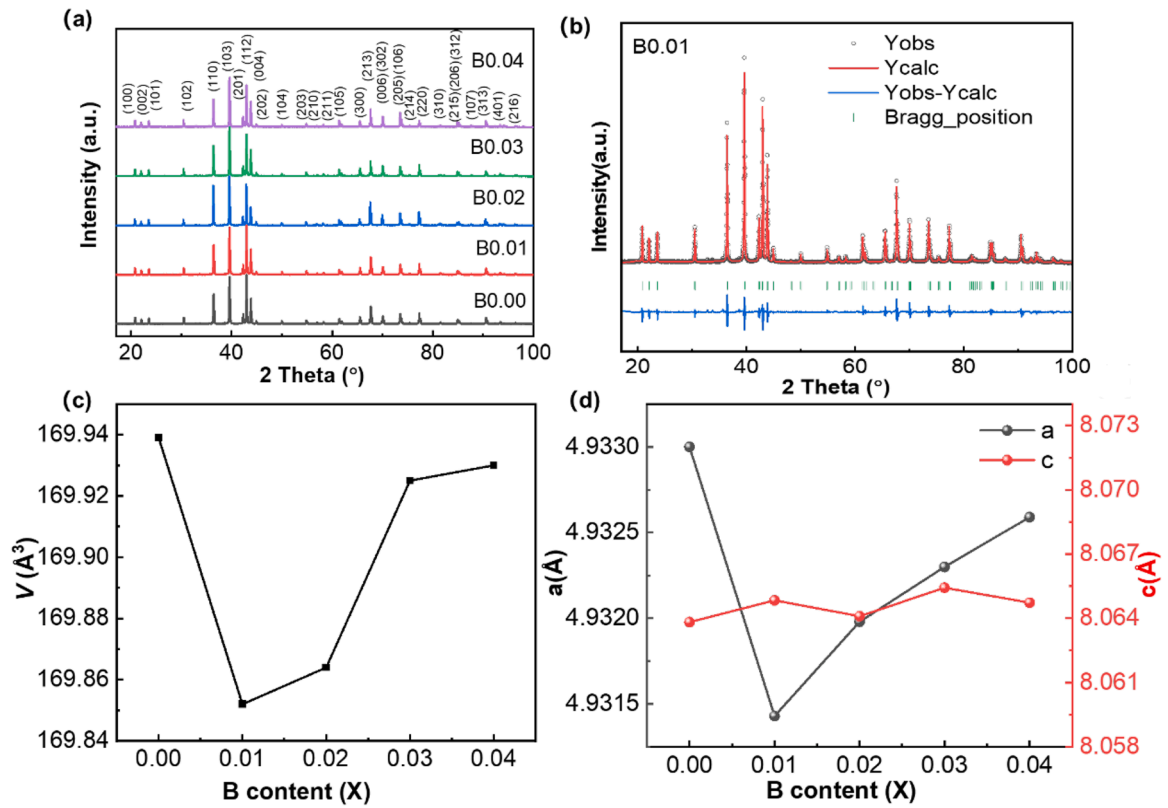 (a)
B0.04
(100)
(002)
(101)
(102)
(110)
(103)
(201)
(112)
(004)
(202)
(104)
(203)
(210)
(211)
(105)
(300)
(213)
(006)(302)
(205)(106)
(214)
(220)
(310)
(215)(206)(312)
(107)
(313)
(401)
(216)
B0.03
B0.02
B0.01
B0.00
Intensity (a.u.)
20 40 60 80 100
2 Theta (°)
(b)
B0.01
Yobs
Ycalc
Yobs-Ycalc
Bragg_position
Intensity(a.u.)
20 40 60 80 100
2 Theta (°)
(c)
169.94
169.92
169.90
169.88
169.86
169.84
V (Å³)
0.00 0.01 0.02 0.03 0.04
B content (X)
(d)
a
c
4.9330
4.9325
4.9320
4.9315
a(Å)
8.073
8.070
8.067
8.064
8.061
8.058
c(Å)
0.00 0.01 0.02 0.03 0.04
B content (X)